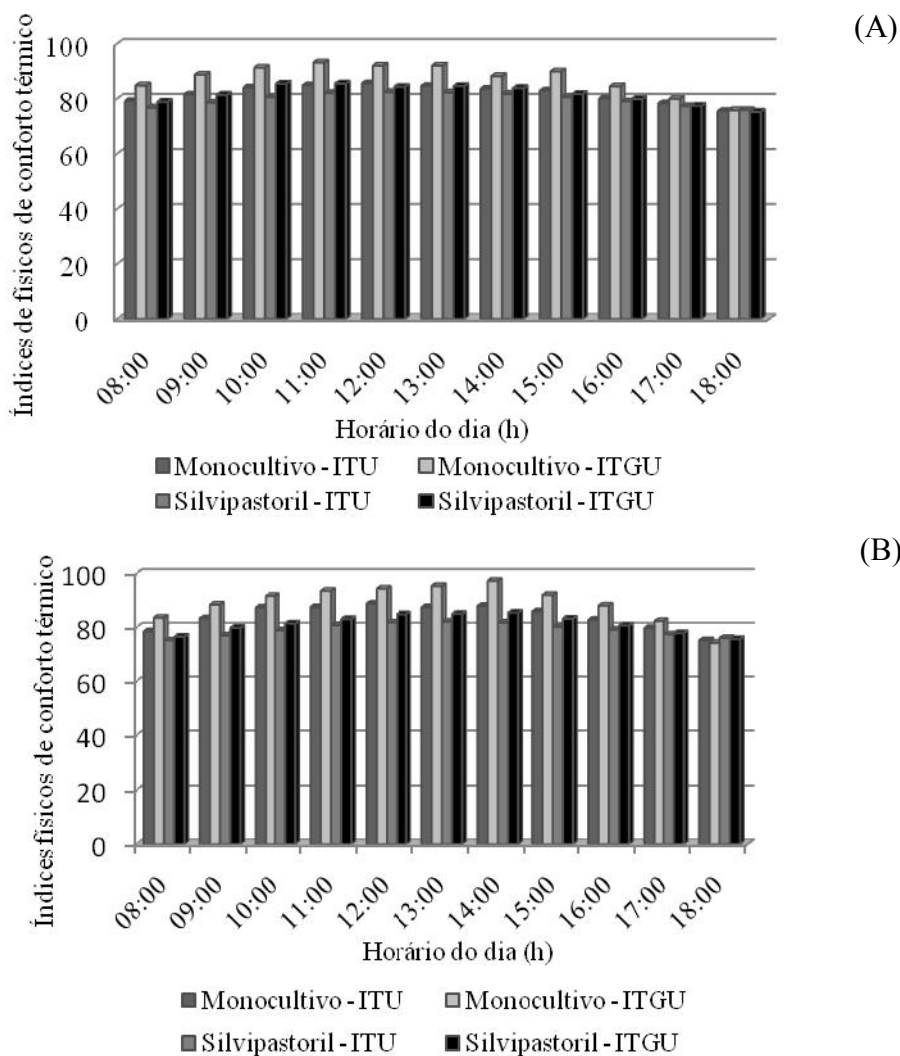 (A)
Índices de físicos de conforto térmico
100
80
60
40
20
0
08:00 09:00 10:00 11:00 12:00 13:00 14:00 15:00 16:00 17:00 18:00
Horário do dia (h)
Monocultivo - ITU Monocultivo - ITGU
Silvipastoril - ITU Silvipastoril - ITGU
(B)
Índices físicos de conforto térmico
100
80
60
40
20
0
08:00 09:00 10:00 11:00 12:00 13:00 14:00 15:00 16:00 17:00 18:00
Horário do dia (h)
Monocultivo - ITU Monocultivo - ITGU
Silvipastoril - ITU Silvipastoril - ITGU